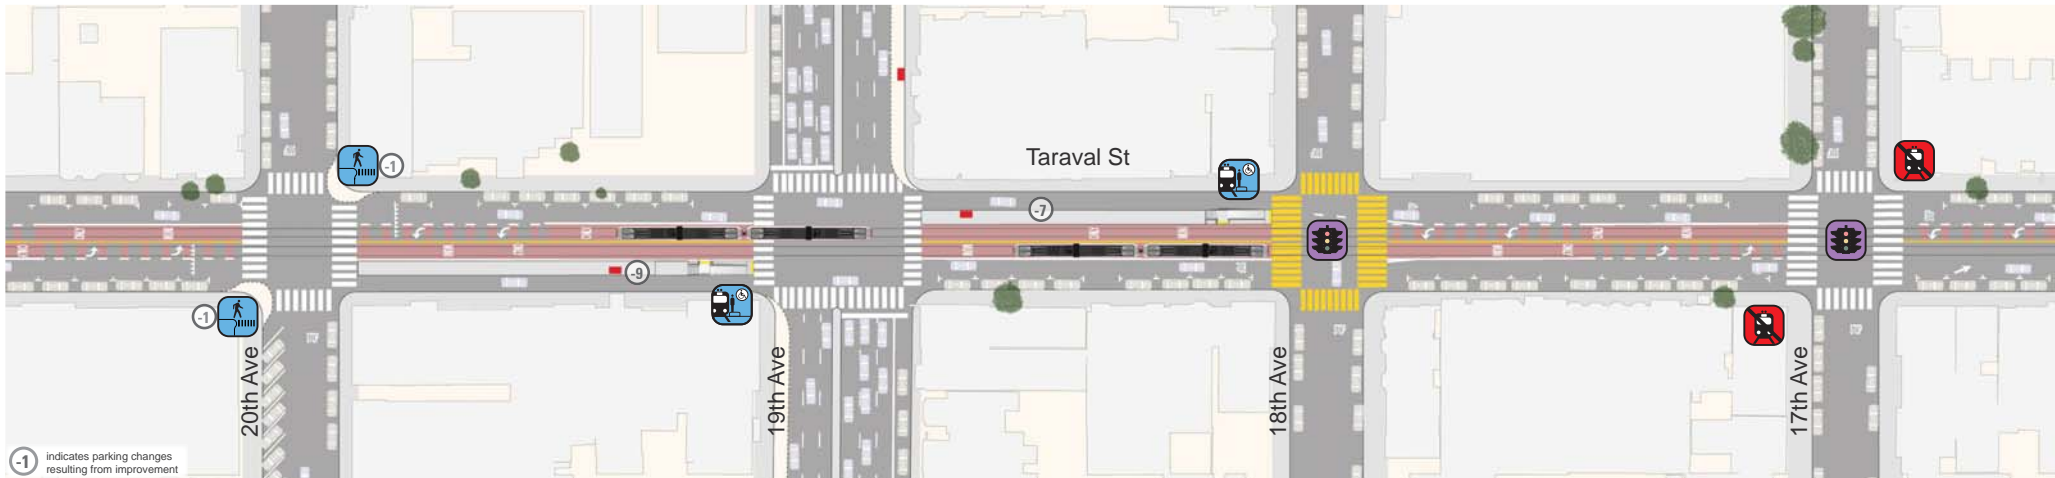 Taraval St
-1
-7
-9
-1
20th Ave
19th Ave
18th Ave
17th Ave
-1 indicates parking changes
resulting from improvement